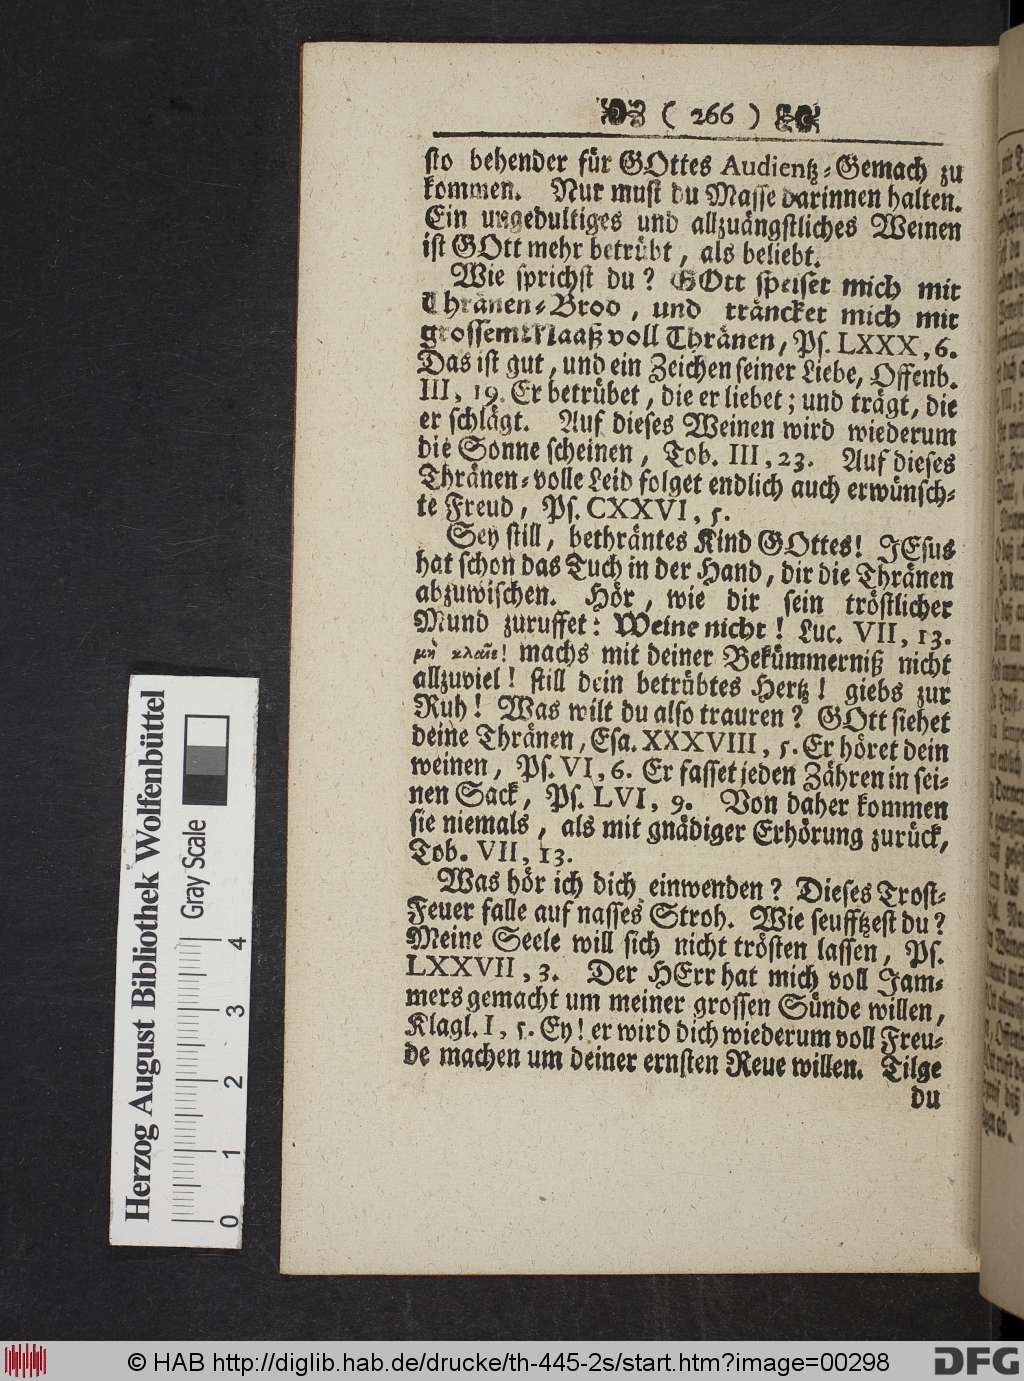 ( 266 )
sto behender für GOttes Audientz-Gemach zu
kommen. Nur must du Masse darinnen halten.
Ein ungedultiges und allzuängstliches Weinen
ist GOtt mehr betrübt, als beliebt.
Wie sprichst du? GOtt speiset mich mit
Thränen-Brod, und träncket mich mit
grossem Maaß voll Thränen, Ps. LXXX, 6.
Das ist gut, und ein Zeichen seiner Liebe, Offenb.
III, 19. Er betrübet, die er liebet; und trägt, die
er schlägt. Auf dieses Weinen wird wiederum
die Sonne scheinen, Tob. III, 23. Auf dieses
Thränen-volle Leid folget endlich auch erwünsch-
te Freud, Ps. CXXVI, 5.
Sey still, bethräntes Kind GOttes! JEsus
hat schon das Tuch in der Hand, dir die Thränen
abzuwischen. Hör, wie dir sein tröstlicher
Mund zuruffet: Weine nicht! Luc. VII, 13.
μὴ κλαῖε! machs mit deiner Bekümmerniß nicht
allzuviel! still dein betrübtes Hertz! giebs zur
Ruh! Was wilt du also trauren? GOtt siehet
deine Thränen, Esa. XXXVIII, 5. Er höret dein
weinen, Ps. VI, 6. Er fasset jeden Zähren in sei-
nen Sack, Ps. LVI, 9. Von daher kommen
sie niemals, als mit gnädiger Erhörung zurück,
Tob. VII, 13.
Was hör ich dich einwenden? Dieses Trost-
Feuer falle auf nasses Stroh. Wie seufftzest du?
Meine Seele will sich nicht trösten lassen, Ps.
LXXVII, 3. Der HErr hat mich voll Jam-
mers gemacht um meiner grossen Sünde willen,
Klagl. I, 5. Ey! er wird dich wiederum voll Freu-
de machen um deiner ernsten Reue willen. Tilge
du
Herzog August Bibliothek Wolfenbüttel
Gray Scale
0 1 2 3 4
© HAB http://diglib.hab.de/drucke/th-445-2s/start.htm?image=00298
DFG